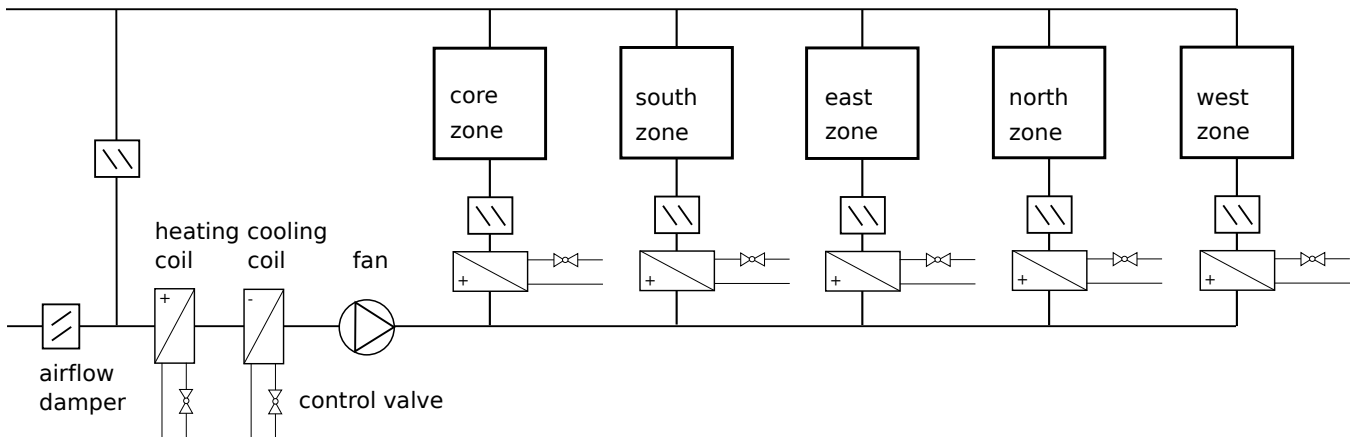 core
zone
south
zone
east
zone
north
zone
west
zone
heating cooling
coil coil
fan
+
-
+
+
+
+
+
airflow
damper
control valve